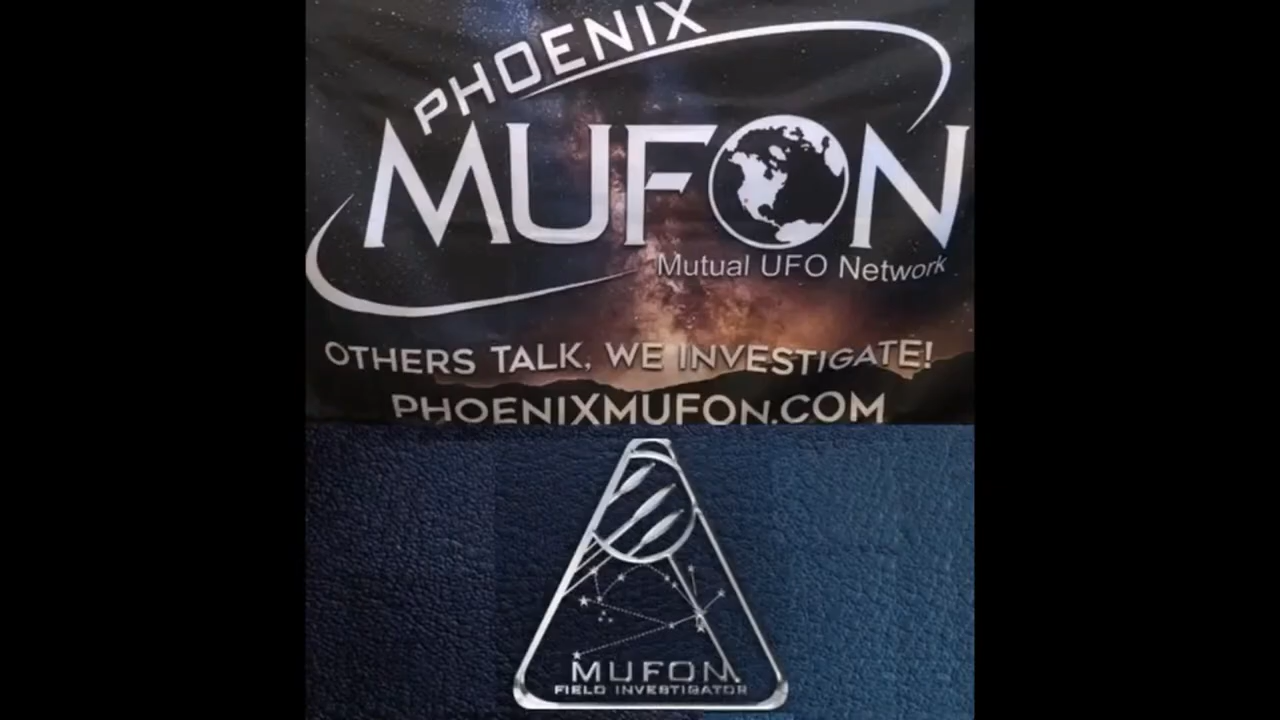 PHOENIX
MUFON
Mutual UFO Network
OTHERS TALK, WE INVESTIGATE!
PHOENIXMUFON.COM
MUFON
FIELD INVESTIGATOR